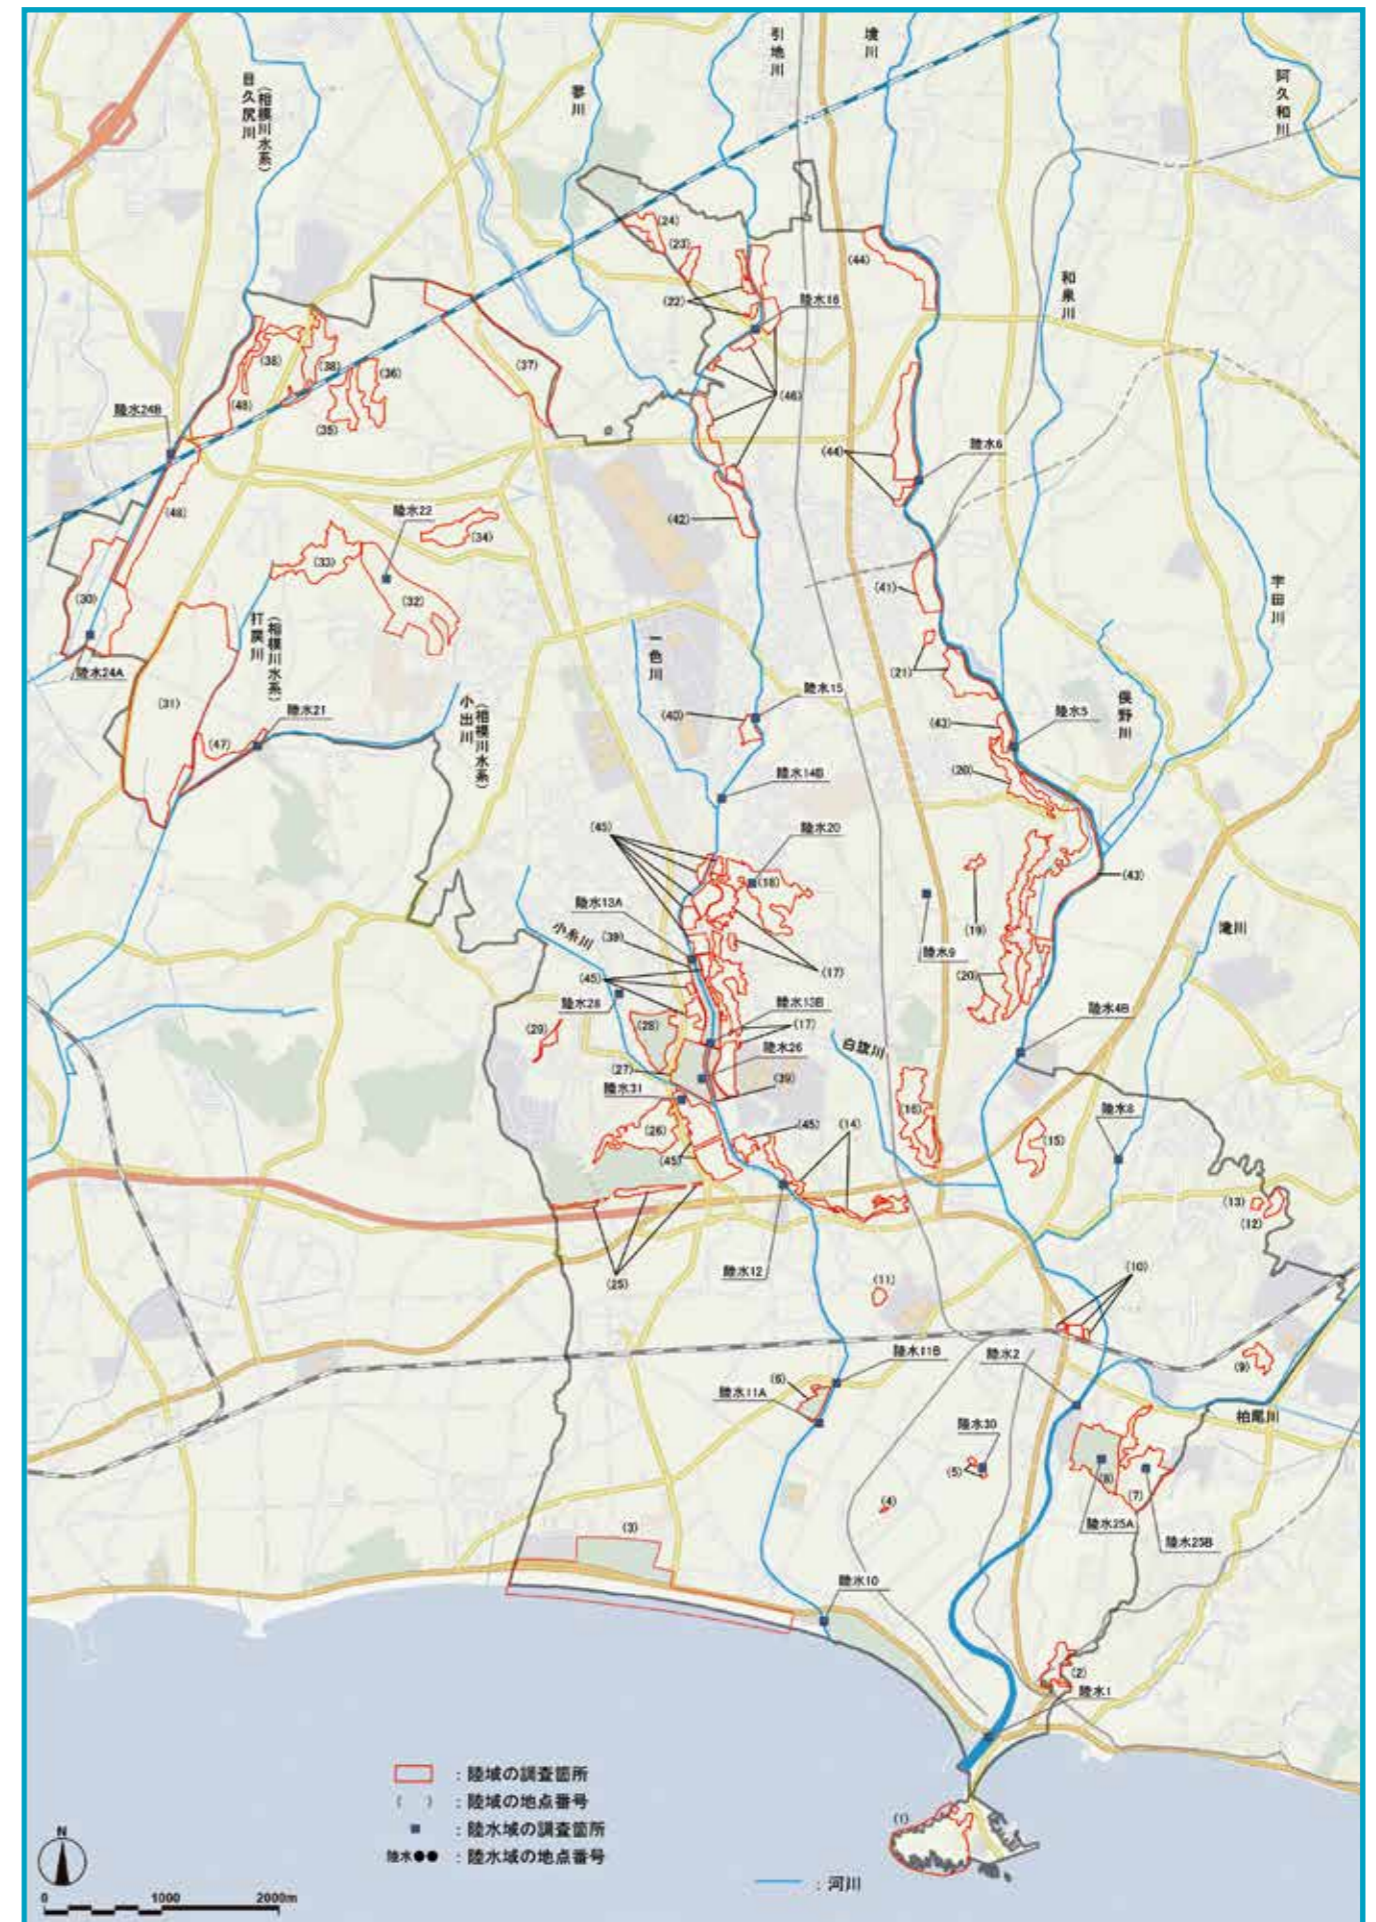 目久尻川
(相模川水系)
蓼川
引地川
境川
阿久和川
(24)
(23)
(44)
(22)
陸水16
和泉川
(38)
(38)
(36)
(37)
(48)
(35)
(46)
陸水24B
(44)
陸水6
(48)
陸水22
(34)
(42)
(33)
(32)
(30)
(41)
宇田川
打戻川
(相模川水系)
一色川
陸水24A
(21)
(31)
小出川
(相模川水系)
陸水21
(47)
陸水15
(40)
(43)
陸水5
俣野川
(20)
陸水14B
(45)
陸水20
(18)
(43)
陸水13A
(19)
小糸川
(39)
陸水9
滝川
(17)
(45)
(20)
陸水28
陸水13B
(29)
(28)
(17)
陸水4B
白旗川
陸水26
(27)
(39)
陸水31
(16)
陸水8
(26)
(45)
(14)
(15)
(45)
(13)
(12)
(25)
陸水12
(11)
(10)
陸水11B
陸水2
(9)
(6)
陸水11A
柏尾川
陸水30
(5)
(8)
(7)
(4)
陸水25A
陸水25B
(3)
陸水10
(2)
陸水1
(1)
:陸域の調査箇所
( ) :陸域の地点番号
:陸水域の調査箇所
陸水●● :陸水域の地点番号
:河川
N
0 1000 2000m